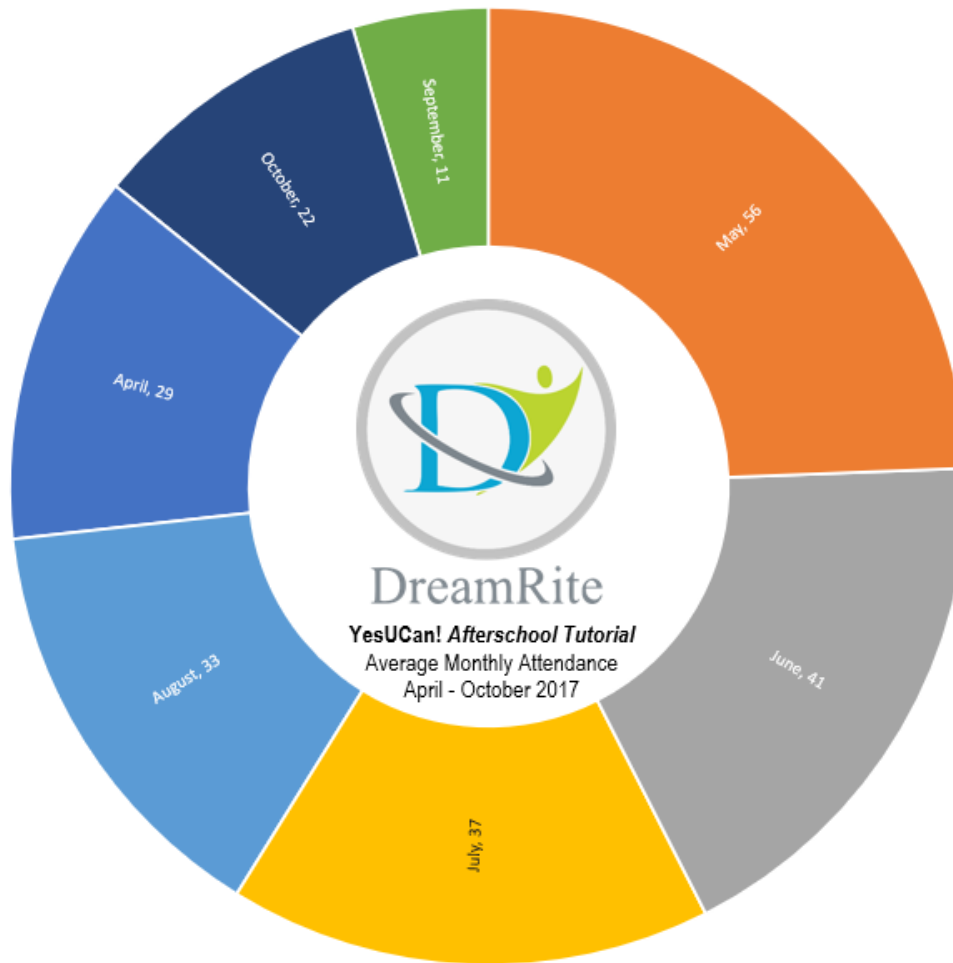 September, 11
May, 56
October, 22
April, 29
August, 33
June, 41
July, 37
DreamRite
YesUCan! Afterschool Tutorial
Average Monthly Attendance
April - October 2017